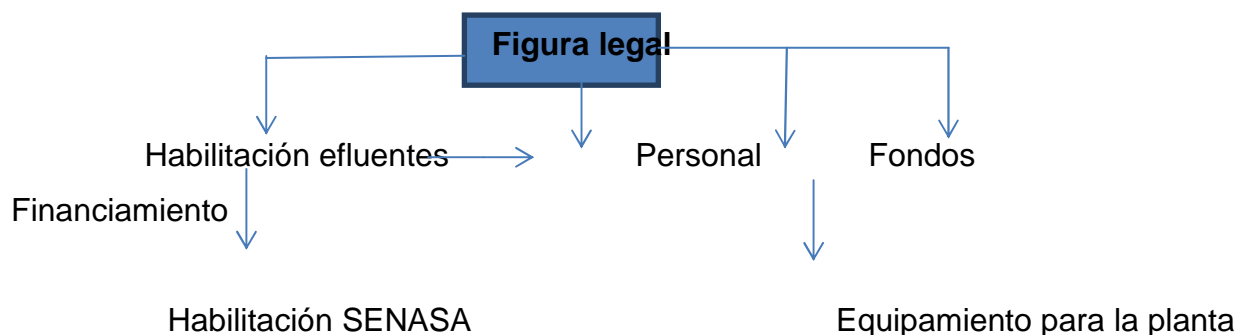 Figura legal
Habilitación efluentes Personal Fondos
Financiamiento
Habilitación SENASA Equipamiento para la planta